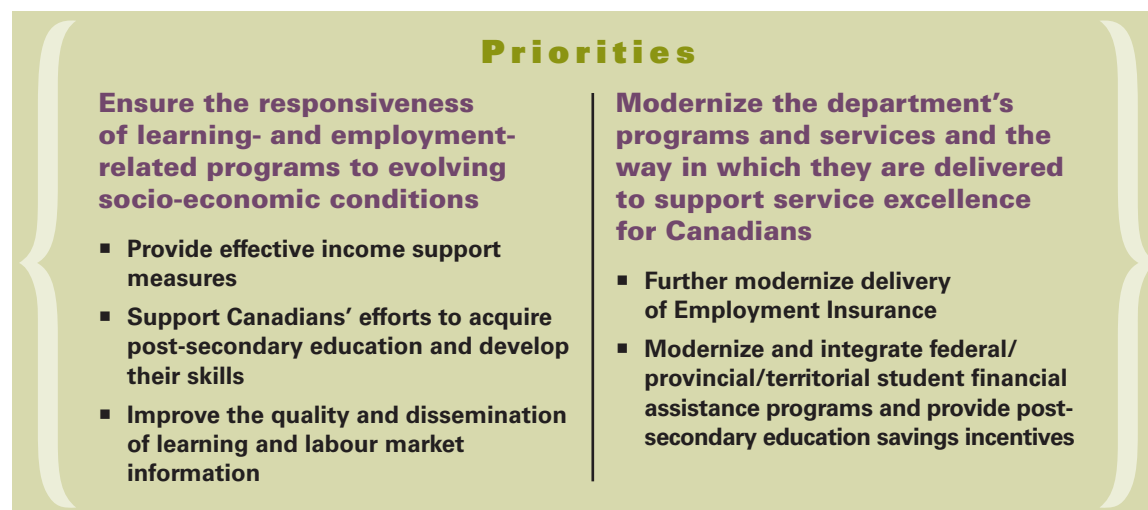 Priorities
Ensure the responsiveness
of learning- and employment-
related programs to evolving
socio-economic conditions
▪ Provide effective income support
measures
▪ Support Canadians’ efforts to acquire
post-secondary education and develop
their skills
▪ Improve the quality and dissemination
of learning and labour market
information
Modernize the department’s
programs and services and the
way in which they are delivered
to support service excellence
for Canadians
▪ Further modernize delivery
of Employment Insurance
▪ Modernize and integrate federal/
provincial/territorial student financial
assistance programs and provide post-
secondary education savings incentives